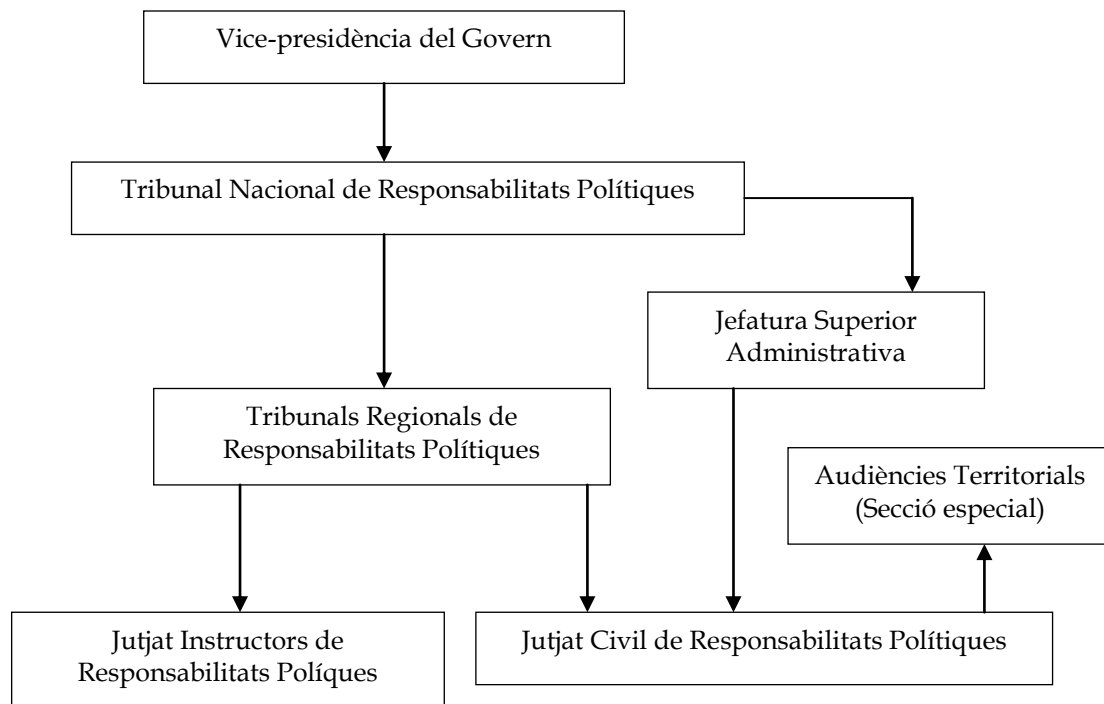 Vice-presidència del Govern
Tribunal Nacional de Responsabilitats Polítiques
Jefatura Superior
Administrativa
Tribunals Regionals de
Responsabilitats Polítiques
Audiències Territorials
(Secció especial)
Jutjat Instructors de
Responsabilitats Políques
Jutjat Civil de Responsabilitats Polítiques